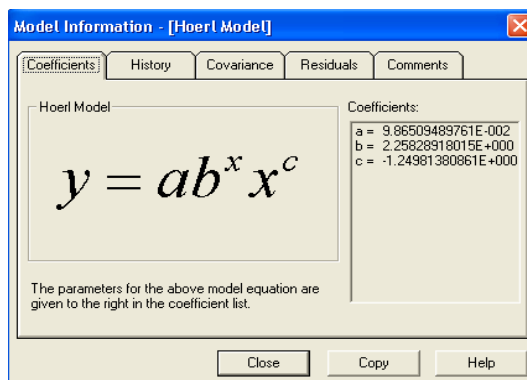 Model Information - [Hoerl Model]
Coefficients History Covariance Residuals Comments
Hoerl Model
y = ab^x x^c
Coefficients:
a = 9.86509489761E-002
b = 2.25828918015E+000
c = -1.24981380861E+000
The parameters for the above model equation are
given to the right in the coefficient list.
Close Copy Help